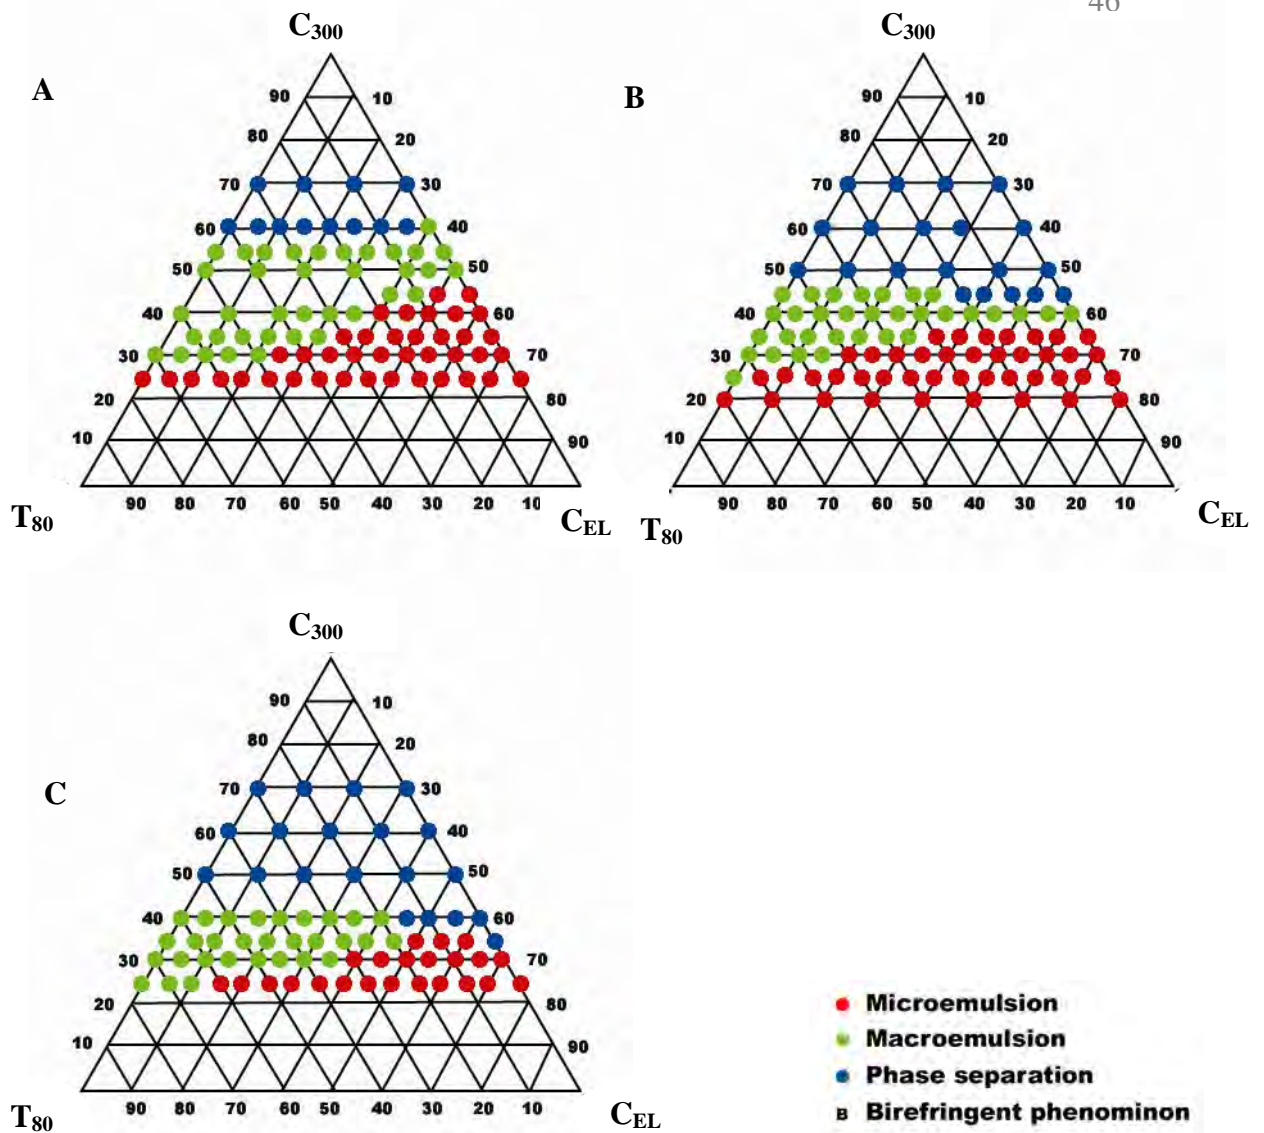 46
C300
C300
A
B
90 10
90 10
80 20
80 20
70 30
70 30
60 40
60 40
50 50
50 50
40 60
40 60
30 70
30 70
20 80
20 80
10 90
10 90
90 80 70 60 50 40 30 20 10
90 80 70 60 50 40 30 20 10
T80 CEL
T80 CEL
C300
90 10
80 20
C
70 30
60 40
50 50
40 60
30 70
20 80
10 90
90 80 70 60 50 40 30 20 10
T80 CEL
Microemulsion
Macroemulsion
Phase separation
B Birefringent phenominon